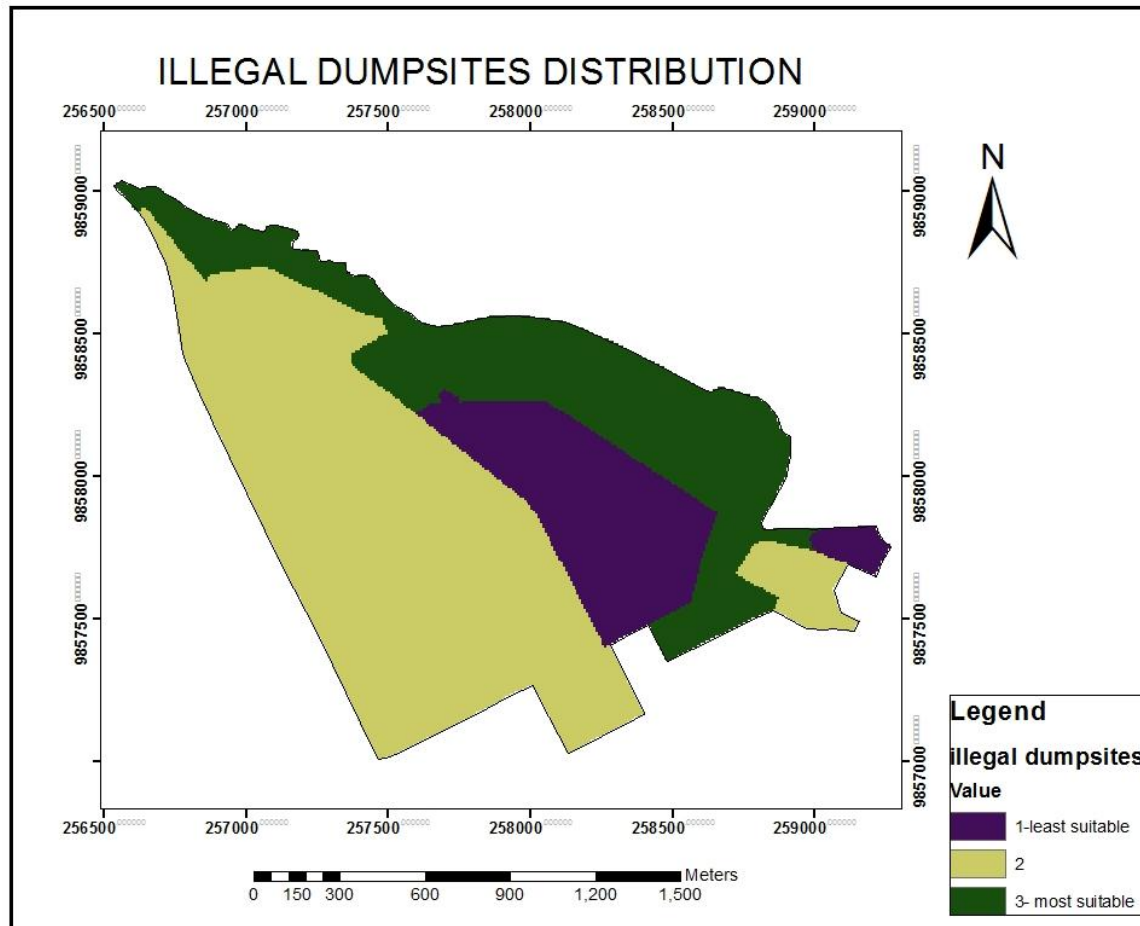 ILLEGAL DUMPSITES DISTRIBUTION
256500 257000 257500 258000 258500 259000
N
9859000 9859000
9858500 9858500
9858000 9858000
9857500 9857500
9857000
256500 257000 257500 258000 258500 259000
Meters
0 150 300 600 900 1,200 1,500
Legend
illegal dumpsites
Value
1-least suitable
2
3- most suitable